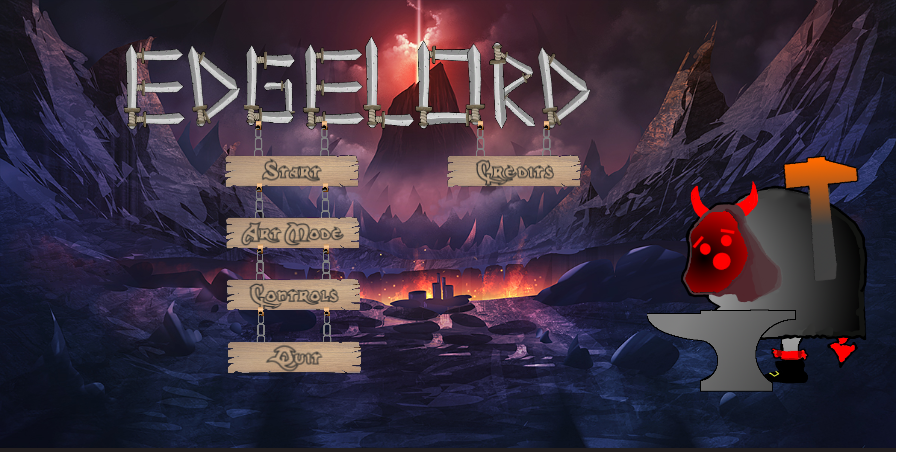 EDGELORD
Start
Credits
Art Mode
Controls
Quit